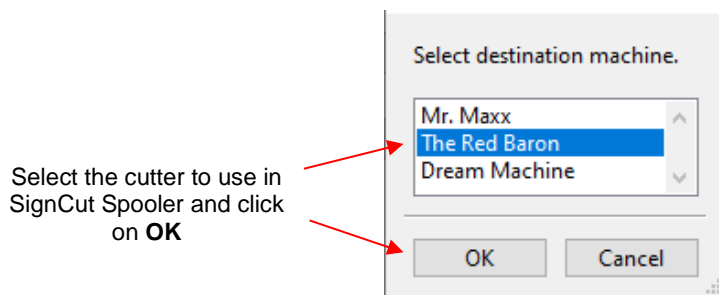 Select destination machine.
Mr. Maxx
The Red Baron
Dream Machine
Select the cutter to use in
SignCut Spooler and click
on OK
OK
Cancel